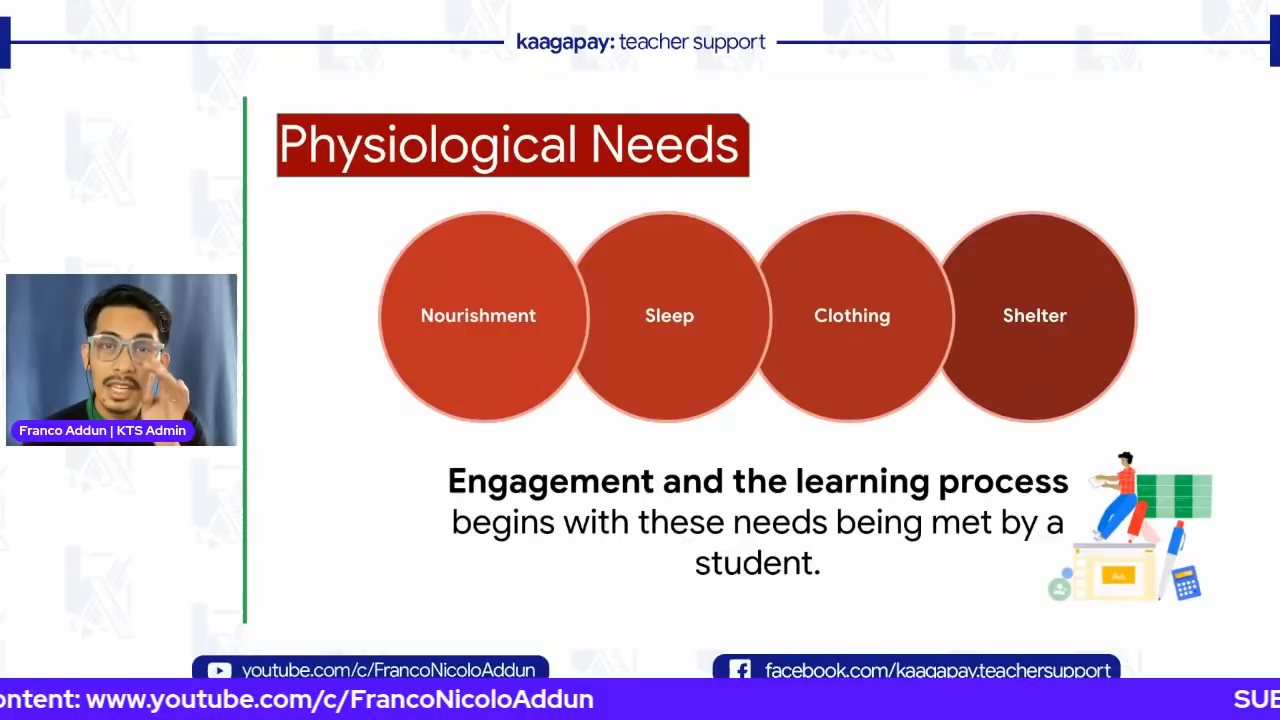 kaagapay: teacher support
Physiological Needs
Nourishment
Sleep
Clothing
Shelter
Engagement and the learning process
begins with these needs being met by a
student.
Franco Addun | KTS Admin
youtube.com/c/FrancoNicoloAddun
facebook.com/kaagapay.teachersupport
ontent: www.youtube.com/c/FrancoNicoloAddun
SUB